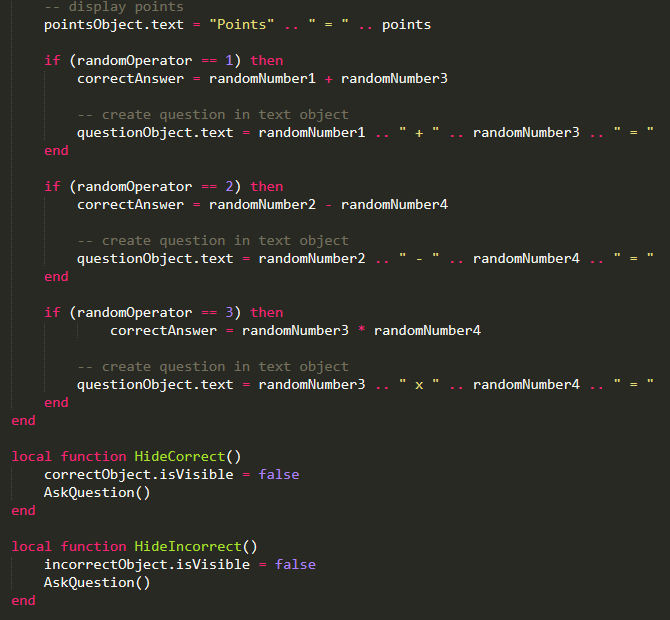 -- display points
    pointsObject.text = "Points" .. " = " .. points

    if (randomOperator == 1) then
        correctAnswer = randomNumber1 + randomNumber3

        -- create question in text object
        questionObject.text = randomNumber1 .. " + " .. randomNumber3 .. " = "
    end

    if (randomOperator == 2) then
        correctAnswer = randomNumber2 - randomNumber4

        -- create question in text object
        questionObject.text = randomNumber2 .. " - " .. randomNumber4 .. " = "
    end

    if (randomOperator == 3) then
            correctAnswer = randomNumber3 * randomNumber4

        -- create question in text object
        questionObject.text = randomNumber3 .. " x " .. randomNumber4 .. " = "
    end
end

local function HideCorrect()
    correctObject.isVisible = false
    AskQuestion()
end

local function HideIncorrect()
    incorrectObject.isVisible = false
    AskQuestion()
end